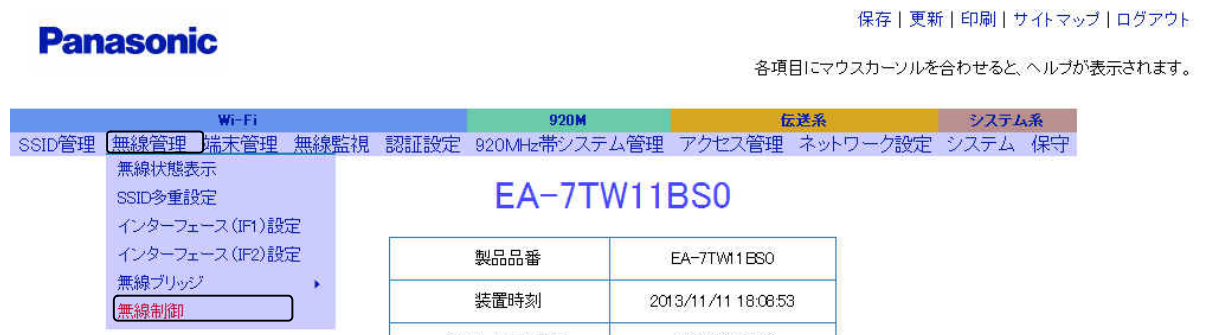 保存 | 更新 | 印刷 | サイトマップ | ログアウト
Panasonic
各項目にマウスカーソルを合わせると、ヘルプが表示されます。
Wi-Fi 920M 伝送系 システム系
SSID管理 無線管理 端末管理 無線監視 認証設定 920MHz帯システム管理 アクセス管理 ネットワーク設定 システム 保守
無線状態表示
SSID多重設定
インターフェース(IF1)設定
インターフェース(IF2)設定
無線ブリッジ
無線制御
EA-7TW11BS0
製品品番 EA-7TW11BS0
装置時刻 2013/11/11 18:08:53